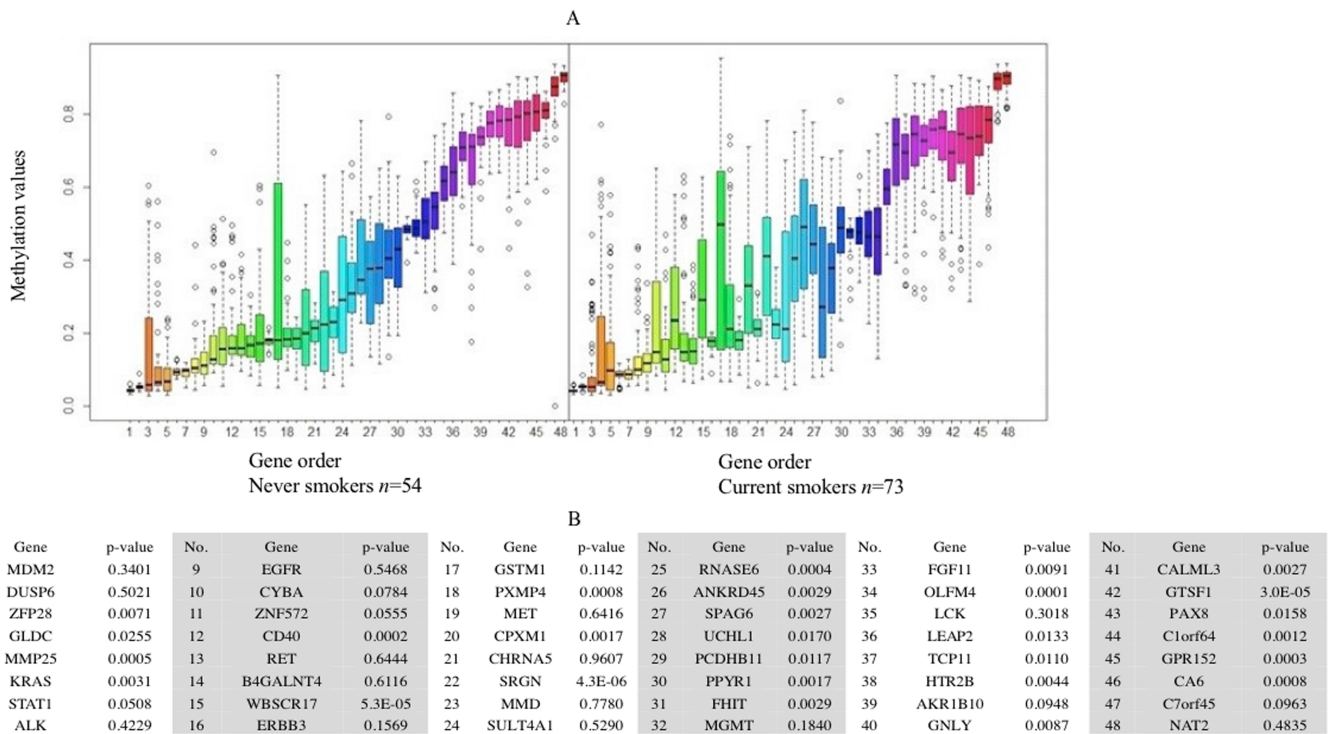 A
Methylation values
0.8
0.6
0.4
0.2
0.0
1 3 5 7 9 12 15 18 21 24 27 30 33 36 39 42 45 48 1 3 5 7 9 12 15 18 21 24 27 30 33 36 39 42 45 48
Gene order
Never smokers n=54
Gene order
Current smokers n=73
B
Gene p-value No. Gene p-value No. Gene p-value No. Gene p-value No. Gene p-value No. Gene p-value
MDM2 0.3401 9 EGFR 0.5468 17 GSTM1 0.1142 25 RNASE6 0.0004 33 FGF11 0.0091 41 CALML3 0.0027
DUSP6 0.5021 10 CYBA 0.0784 18 PXMP4 0.0008 26 ANKRD45 0.0029 34 OLFM4 0.0001 42 GTSF1 3.0E-05
ZFP28 0.0071 11 ZNF572 0.0555 19 MET 0.6416 27 SPAG6 0.0027 35 LCK 0.3018 43 PAX8 0.0158
GLDC 0.0255 12 CD40 0.0002 20 CPXM1 0.0017 28 UCHL1 0.0170 36 LEAP2 0.0133 44 C1orf64 0.0012
MMP25 0.0005 13 RET 0.6444 21 CHRNA5 0.9607 29 PCDHB11 0.0117 37 TCP11 0.0110 45 GPR152 0.0003
KRAS 0.0031 14 B4GALNT4 0.6116 22 SRGN 4.3E-06 30 PPYR1 0.0017 38 HTR2B 0.0044 46 CA6 0.0008
STAT1 0.0508 15 WBSCR17 5.3E-05 23 MMD 0.7780 31 FHIT 0.0029 39 AKR1B10 0.0948 47 C7orf45 0.0963
ALK 0.4229 16 ERBB3 0.1569 24 SULT4A1 0.5290 32 MGMT 0.1840 40 GNLY 0.0087 48 NAT2 0.4835